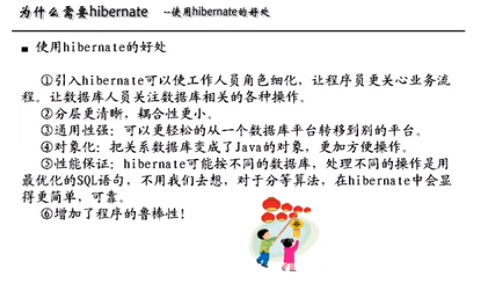 为什么需要hibernate --使用hibernate的好处
■ 使用hibernate的好处
①引入hibernate可以使工作人员角色细化，让程序员更关心业务流
程。让数据库人员关注数据库相关的各种操作。
②分层更清晰，耦合性更小。
③通用性强：可以更轻松的从一个数据库平台转移到别的平台。
④对象化：把关系数据库变成了Java的对象，更加方便操作。
⑤性能保证：hibernate可能按不同的数据库，处理不同的操作是用
最优化的SQL语句，不用我们去想，对于分等算法，在hibernate中会显
得更简单，可靠。
⑥增加了程序的鲁棒性！